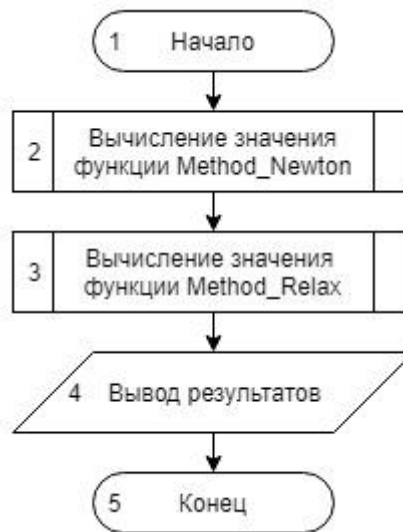 1 Начало
2 Вычисление значения
функции Method_Newton
3 Вычисление значения
функции Method_Relax
4 Вывод результатов
5 Конец